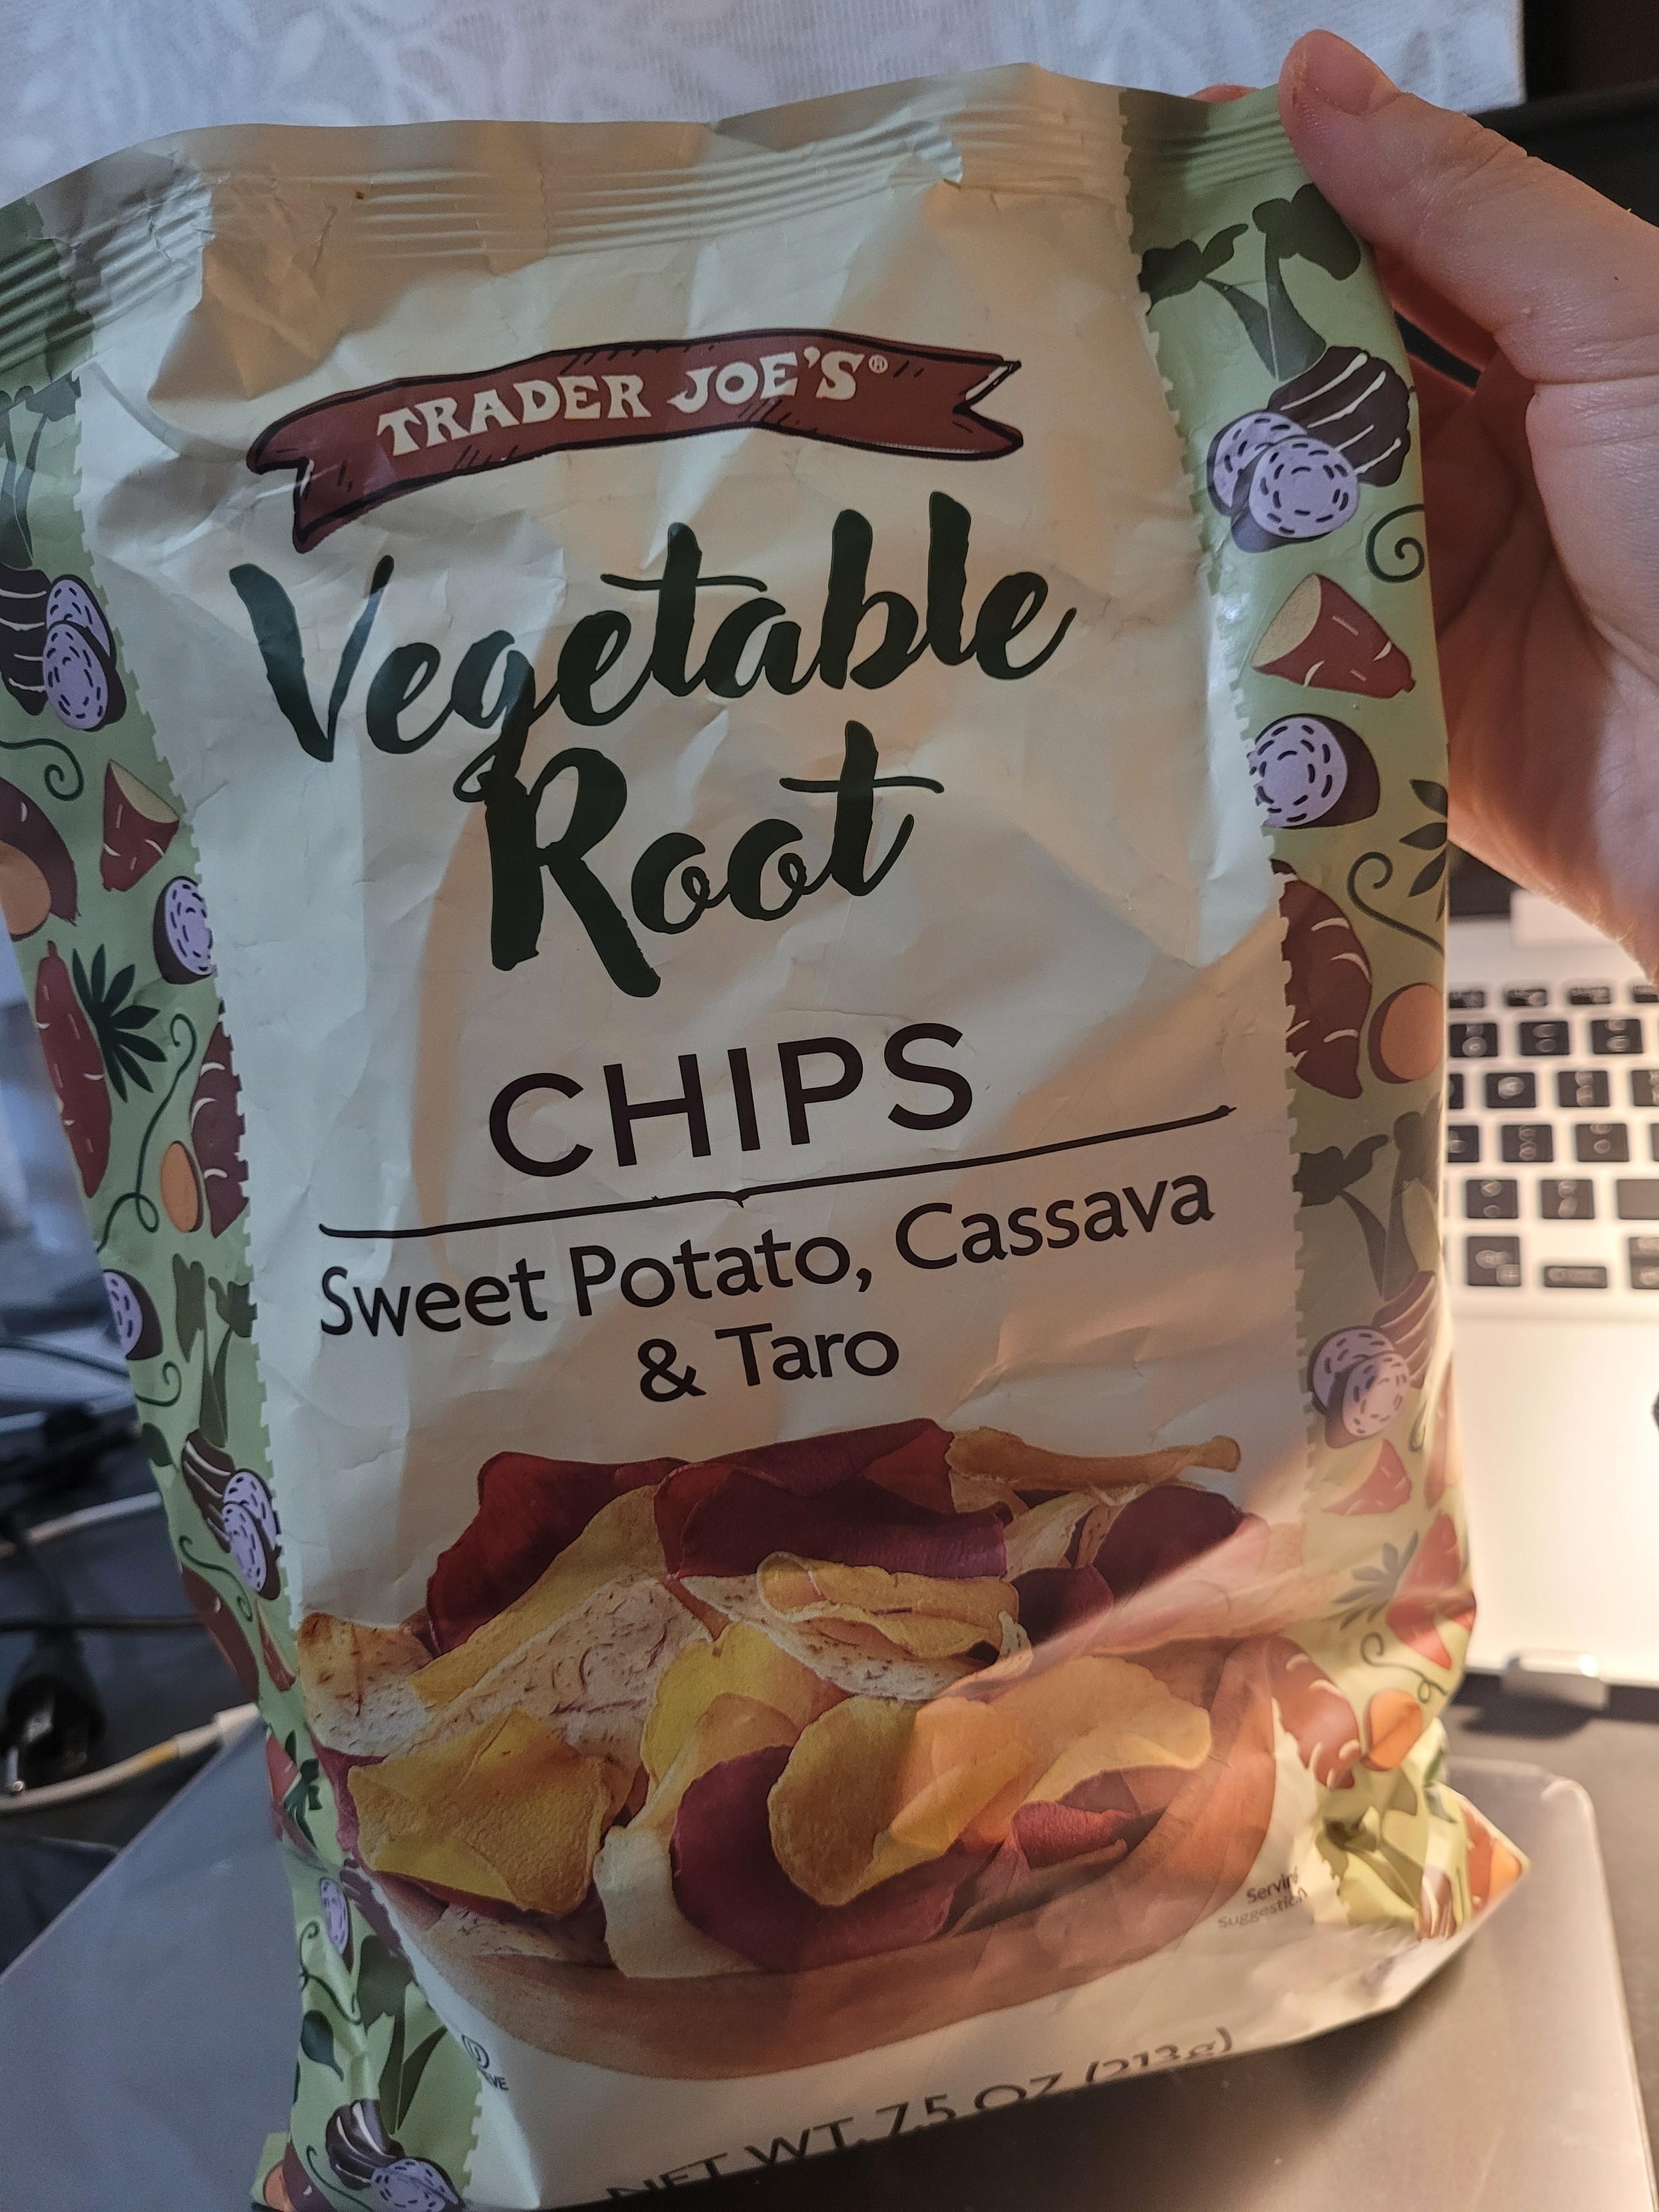 TRADER JOE'S®
Vegetable
Root
CHIPS
Sweet Potato, Cassava
& Taro
Serving
Suggestion
NET WT. 7.5 OZ (213g)